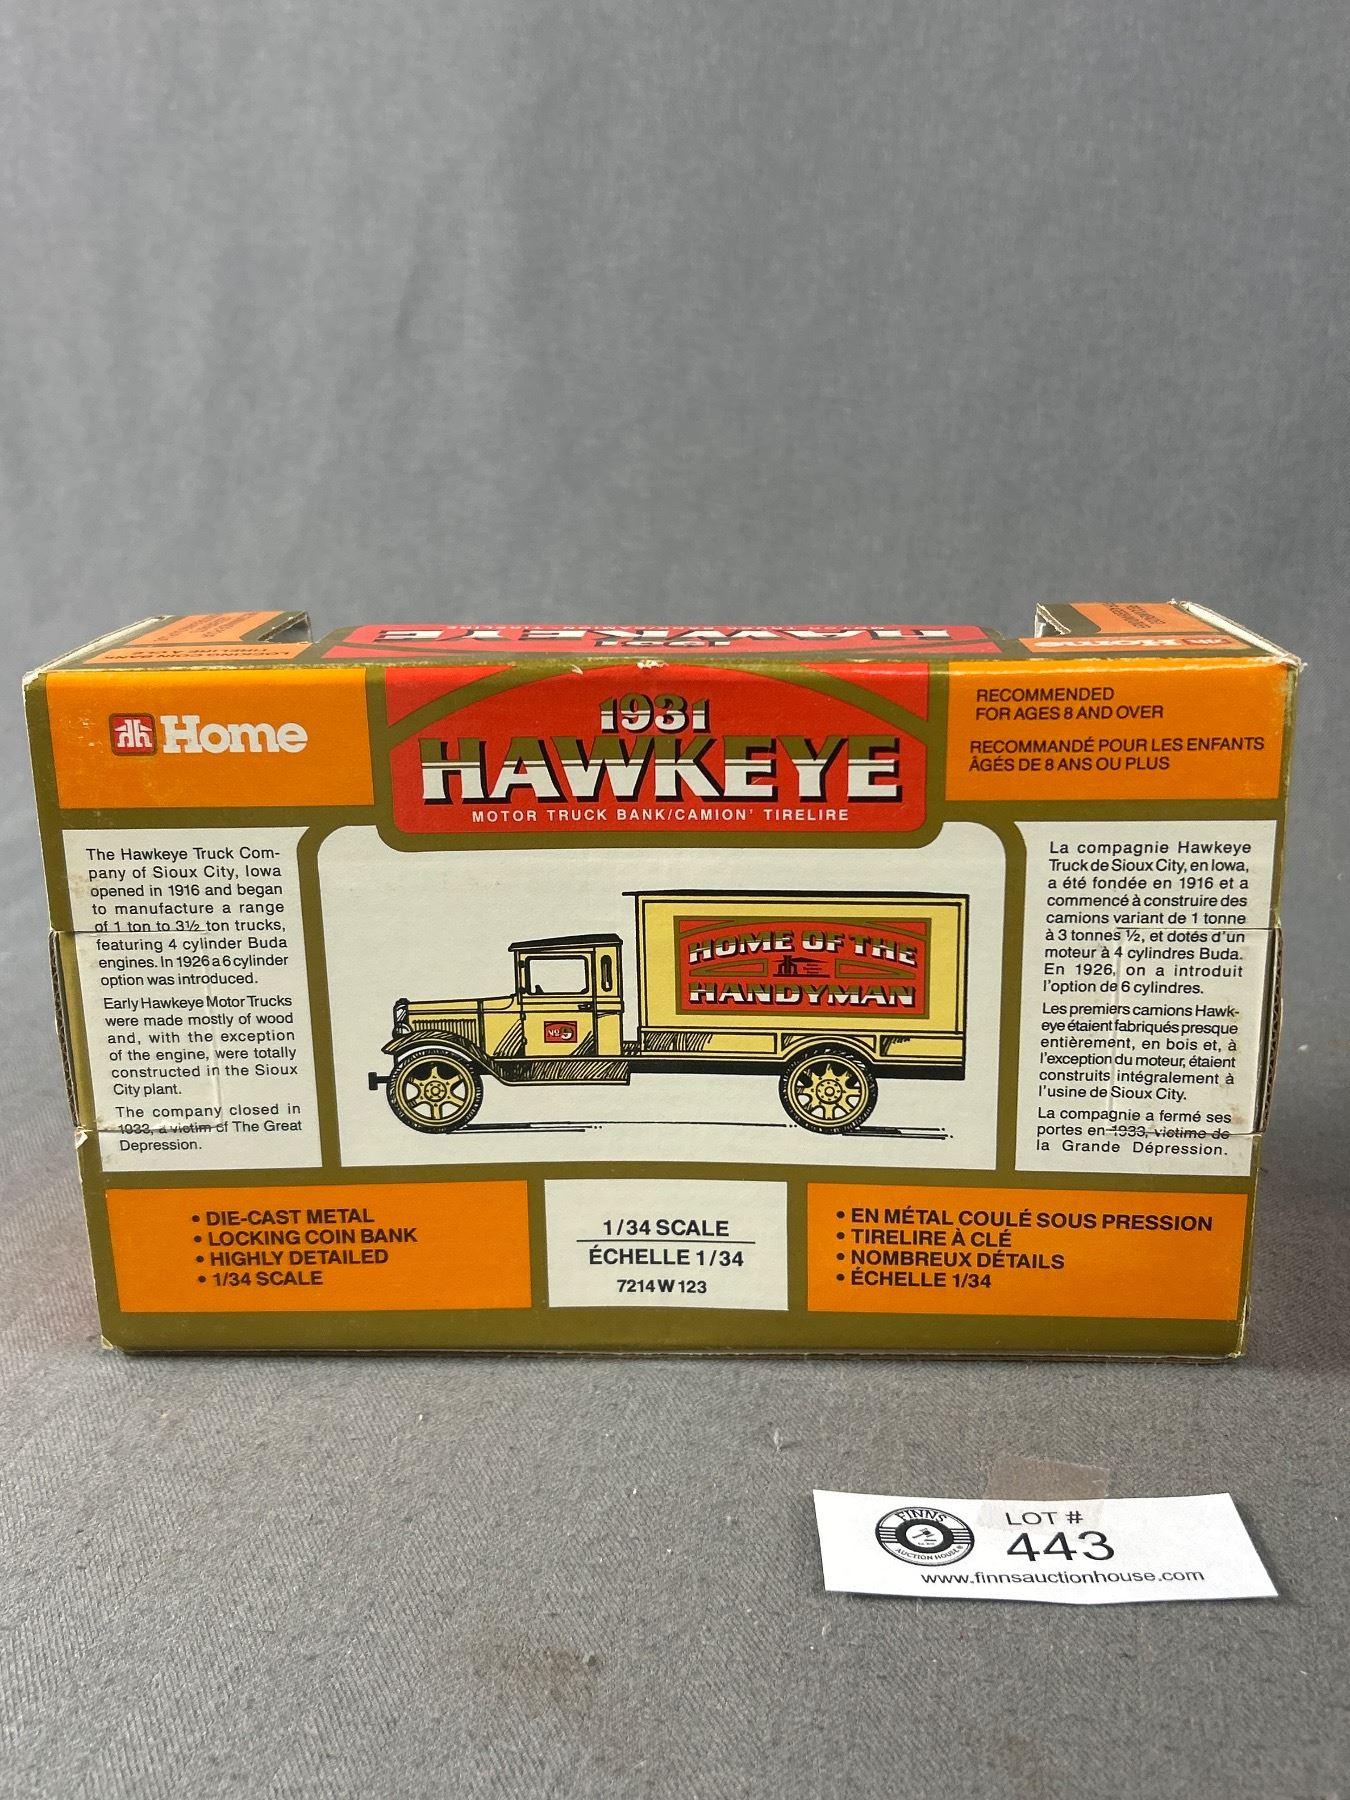 1931
HAWKEYE
Home
Home
1931
HAWKEYE
MOTOR TRUCK BANK/CAMION' TIRELIRE
RECOMMENDED
FOR AGES 8 AND OVER
RECOMMANDÉ POUR LES ENFANTS
ÂGÉS DE 8 ANS OU PLUS
The Hawkeye Truck Com-
pany of Sioux City, Iowa
opened in 1916 and began
to manufacture a range
of 1 ton to 3½ ton trucks,
featuring 4 cylinder Buda
engines. In 1926 a 6 cylinder
option was introduced.
Early Hawkeye Motor Trucks
were made mostly of wood
and, with the exception
of the engine, were totally
constructed in the Sioux
City plant.
The company closed in
1933, a victim of The Great
Depression.
HOME OF THE
HANDYMAN
Nº 9
La compagnie Hawkeye
Truck de Sioux City, en Iowa,
a été fondée en 1916 et a
commencé à construire des
camions variant de 1 tonne
à 3 tonnes ½, et dotés d'un
moteur à 4 cylindres Buda.
En 1926, on a introduit
l'option de 6 cylindres.
Les premiers camions Hawk-
eye étaient fabriqués presque
entièrement, en bois et, à
l'exception du moteur, étaient
construits intégralement à
l'usine de Sioux City.
La compagnie a fermé ses
portes en 1933, victime de
la Grande Dépression.
• DIE-CAST METAL
• LOCKING COIN BANK
• HIGHLY DETAILED
• 1/34 SCALE
1/34 SCALE
ÉCHELLE 1/34
7214W123
• EN MÉTAL COULÉ SOUS PRESSION
• TIRELIRE À CLÉ
• NOMBREUX DÉTAILS
• ÉCHELLE 1/34
FINNS
AUCTION HOUSE
LOT #
443
www.finnsauctionhouse.com